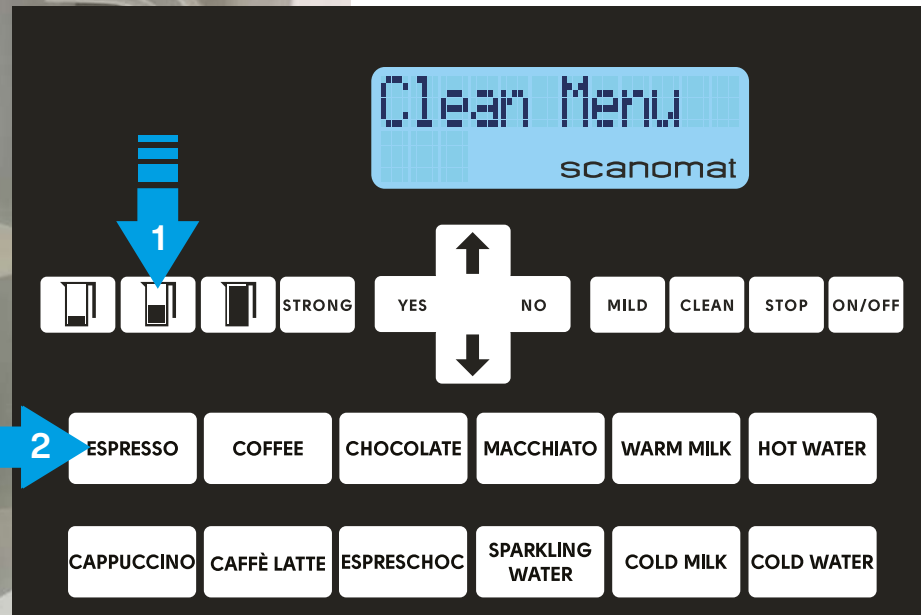 Clean Menu
scanomat
1
STRONG
YES
NO
MILD
CLEAN
STOP
ON/OFF
2
ESPRESSO
COFFEE
CHOCOLATE
MACCHIATO
WARM MILK
HOT WATER
CAPPUCCINO
CAFFÈ LATTE
ESPRESCHOC
SPARKLING
WATER
COLD MILK
COLD WATER